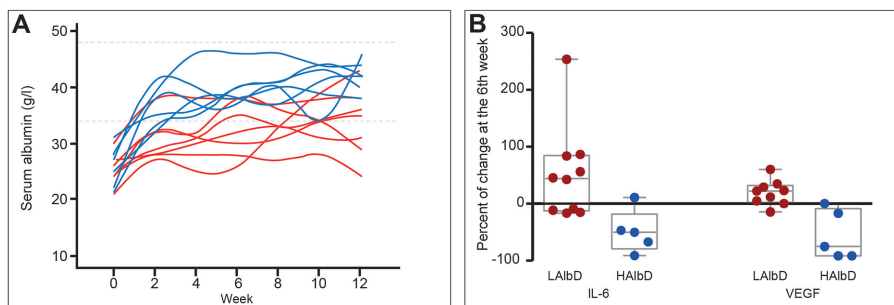 A
Serum albumin (g/l)
50
40
30
20
10
0 2 4 6 8 10 12
Week
B
Percent of change at the 6th week
300
100
0
-100
LAlbD HAlbD LAlbD HAlbD
IL-6 VEGF